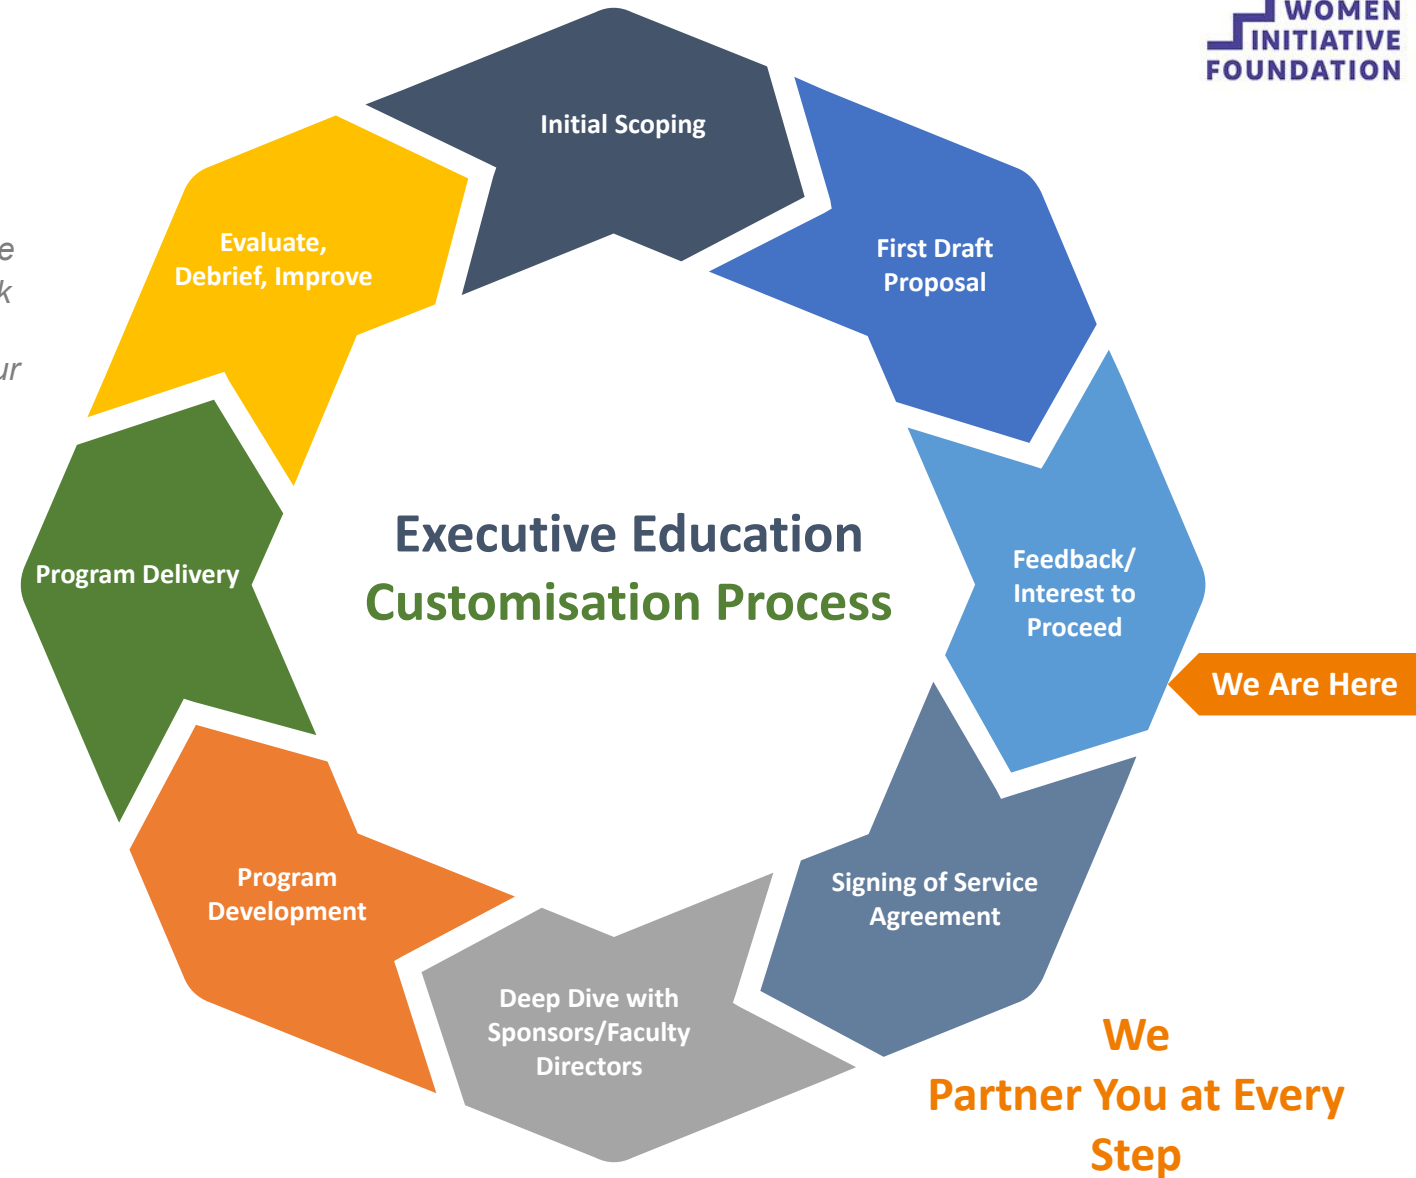 WOMEN
INITIATIVE
FOUNDATION
Initial Scoping
First Draft
Proposal
Feedback/
Interest to
Proceed
We Are Here
Signing of Service
Agreement
Deep Dive with
Sponsors/Faculty
Directors
Program
Development
Program Delivery
Evaluate,
Debrief, Improve
Executive Education
Customisation Process
We
Partner You at Every
Step